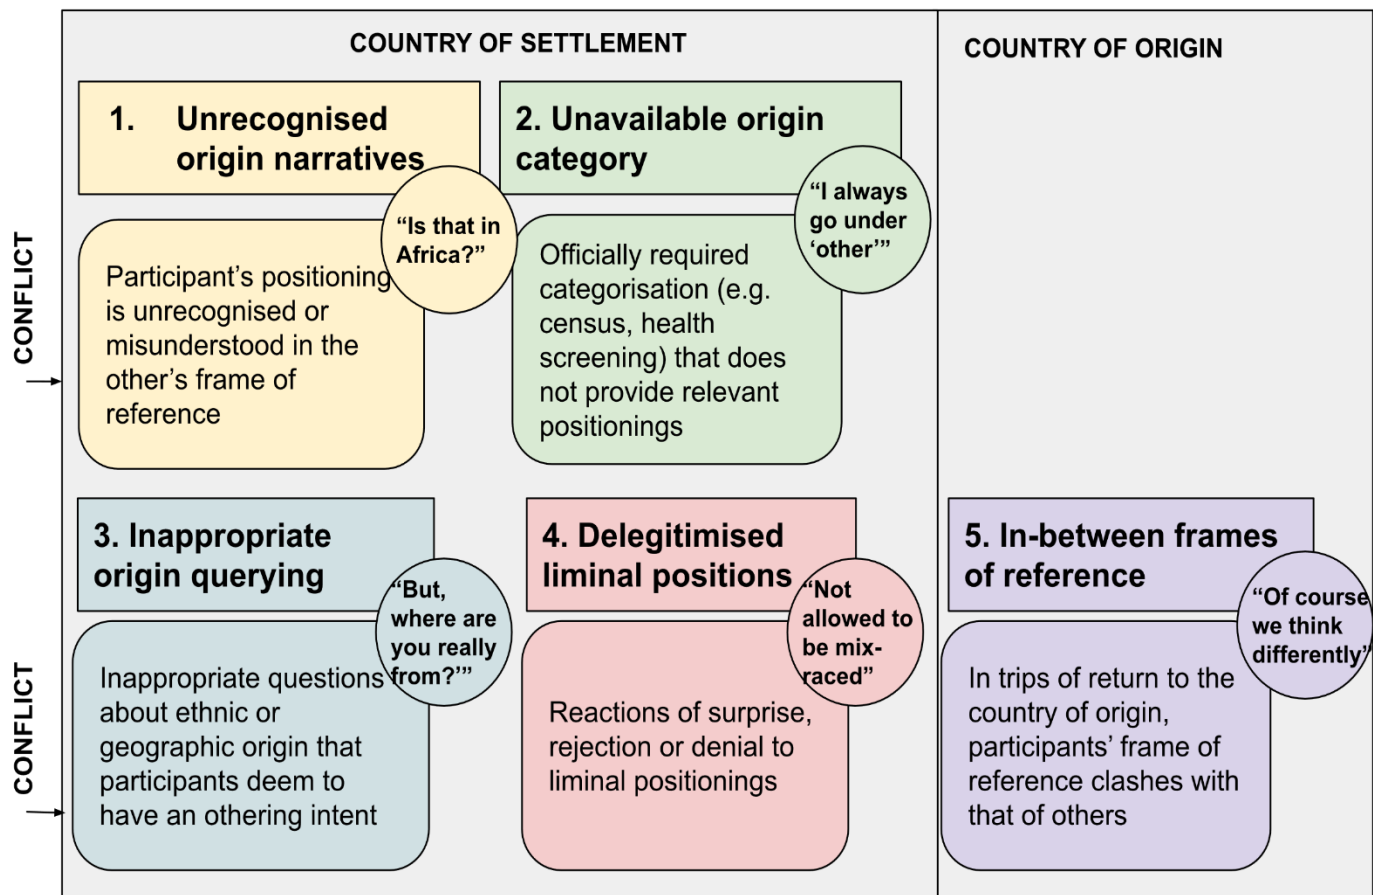 COUNTRY OF SETTLEMENT
COUNTRY OF ORIGIN
CONFLICT
1. Unrecognised
origin narratives
“Is that in
Africa?”
Participant’s positioning
is unrecognised or
misunderstood in the
other’s frame of
reference
2. Unavailable origin
category
“I always
go under
‘other’”
Officially required
categorisation (e.g.
census, health
screening) that does
not provide relevant
positionings
CONFLICT
3. Inappropriate
origin querying
“But,
where are
you really
from?’”
Inappropriate questions
about ethnic or
geographic origin that
participants deem to
have an othering intent
4. Delegitimised
liminal positions
“Not
allowed to
be mix-
raced”
Reactions of surprise,
rejection or denial to
liminal positionings
5. In-between frames
of reference
“Of course
we think
differently”
In trips of return to the
country of origin,
participants’ frame of
reference clashes with
that of others